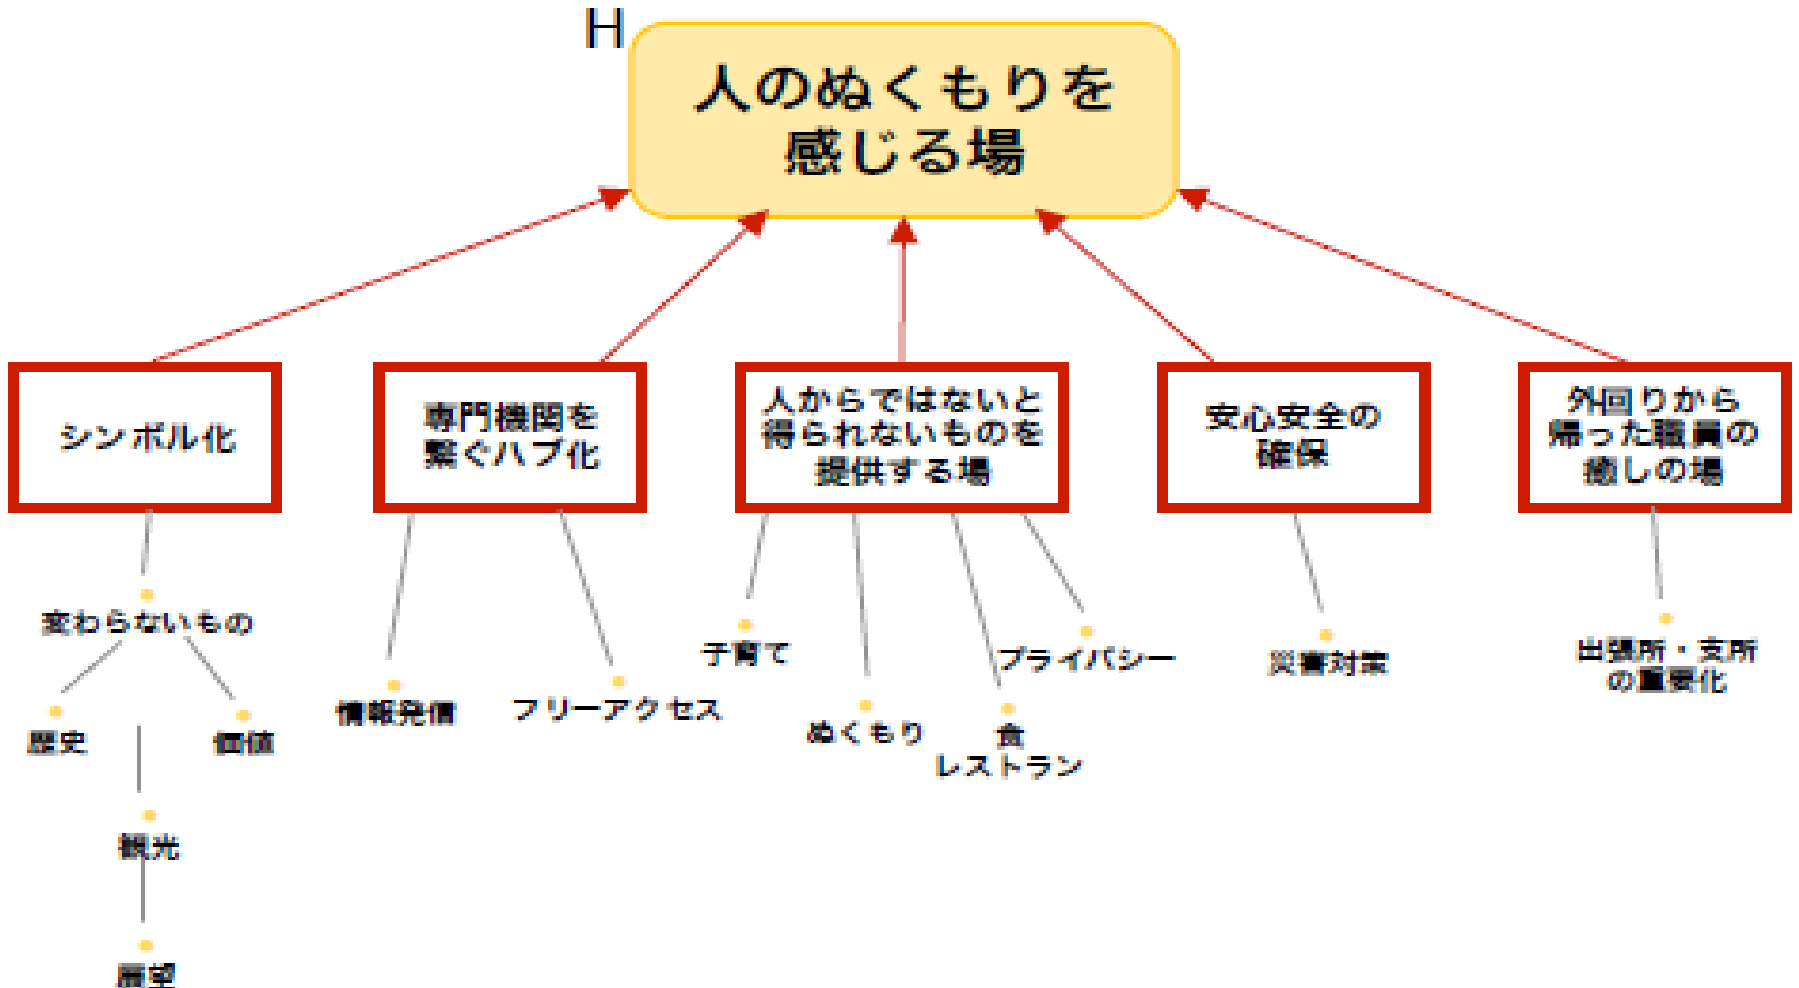 H
人のぬくもりを
感じる場
シンボル化
専門機関を
繋ぐハブ化
人からではないと
得られないものを
提供する場
安心安全の
確保
外回りから
帰った職員の
癒しの場
変わらないもの
歴史
価値
観光
情報発信
フリーアクセス
子育て
ぬくもり
食
レストラン
プライバシー
災害対策
出張所・支所
の重要化